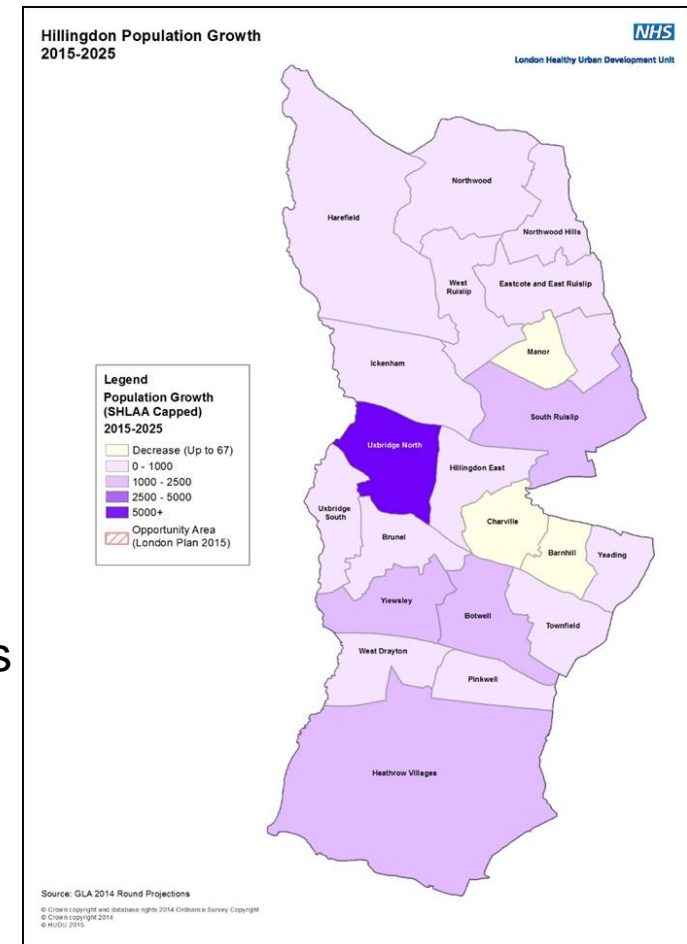 Hillingdon Population Growth
2015-2025
NHS
London Healthy Urban Development Unit
Northwood
Harefield
Northwood Hills
West
Ruislip
Eastcote and East Ruislip
Manor
Ickenham
South Ruislip
Legend
Population Growth
(SHLAA Capped)
2015-2025
Decrease (Up to 67)
0 - 1000
1000 - 2500
2500 - 5000
5000+
Opportunity Area
(London Plan 2015)
Uxbridge North
Hillingdon East
Uxbridge
South
Charville
Brunel
Barnhill
Yeading
Yiewsley
Botwell
Townfield
s
West Drayton
Pinkwell
Heathrow Villages
Source: GLA 2014 Round Projections
© Crown copyright and database rights 2014 Ordnance Survey Copyright
© Crown copyright 2014
© HUDU 2015